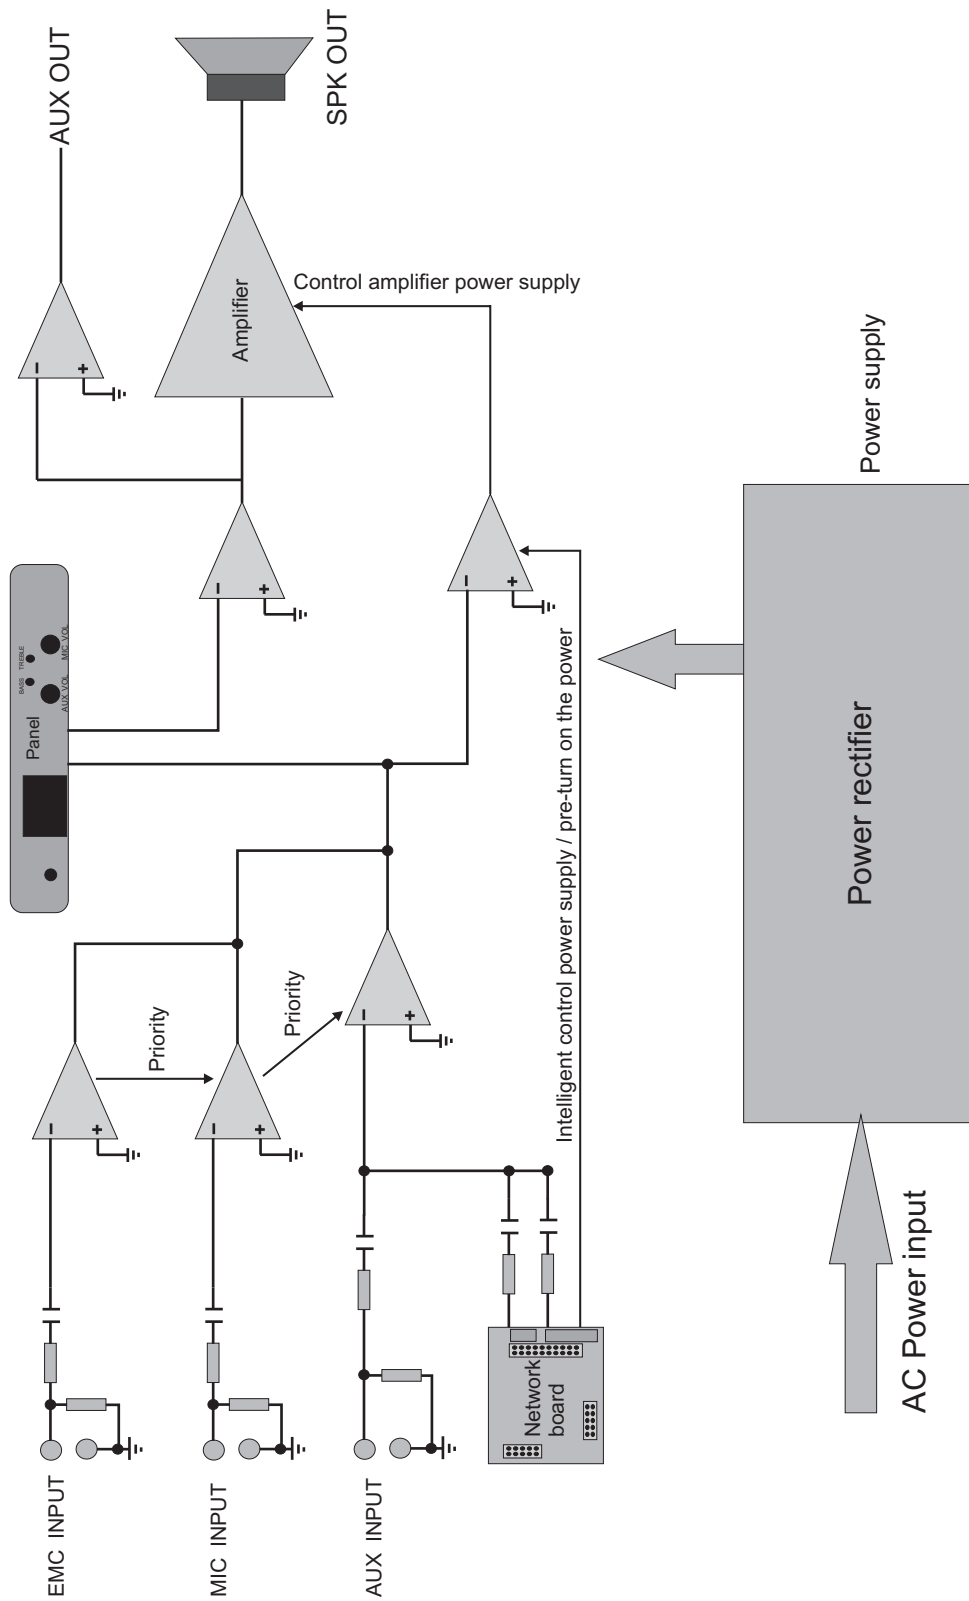 EMC INPUT
MIC INPUT
AUX INPUT
Network
board
Priority
Priority
Panel
BASS TREBLE
AUX VOL MIC VOL
AUX OUT
SPK OUT
Amplifier
Control amplifier power supply
Intelligent control power supply / pre-turn on the power
AC Power input
Power rectifier
Power supply